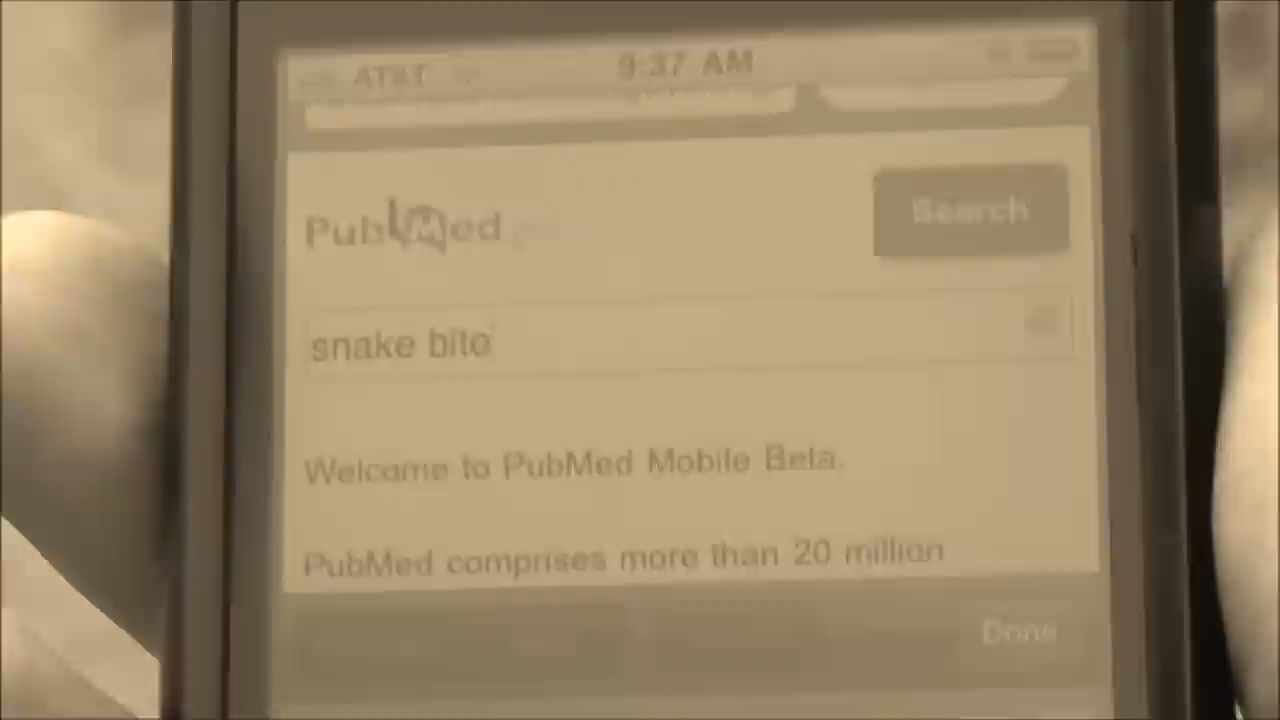 AT&T 9:37 AM
PubMed
Search
snake bite
Welcome to PubMed Mobile Beta.
PubMed comprises more than 20 million
Done